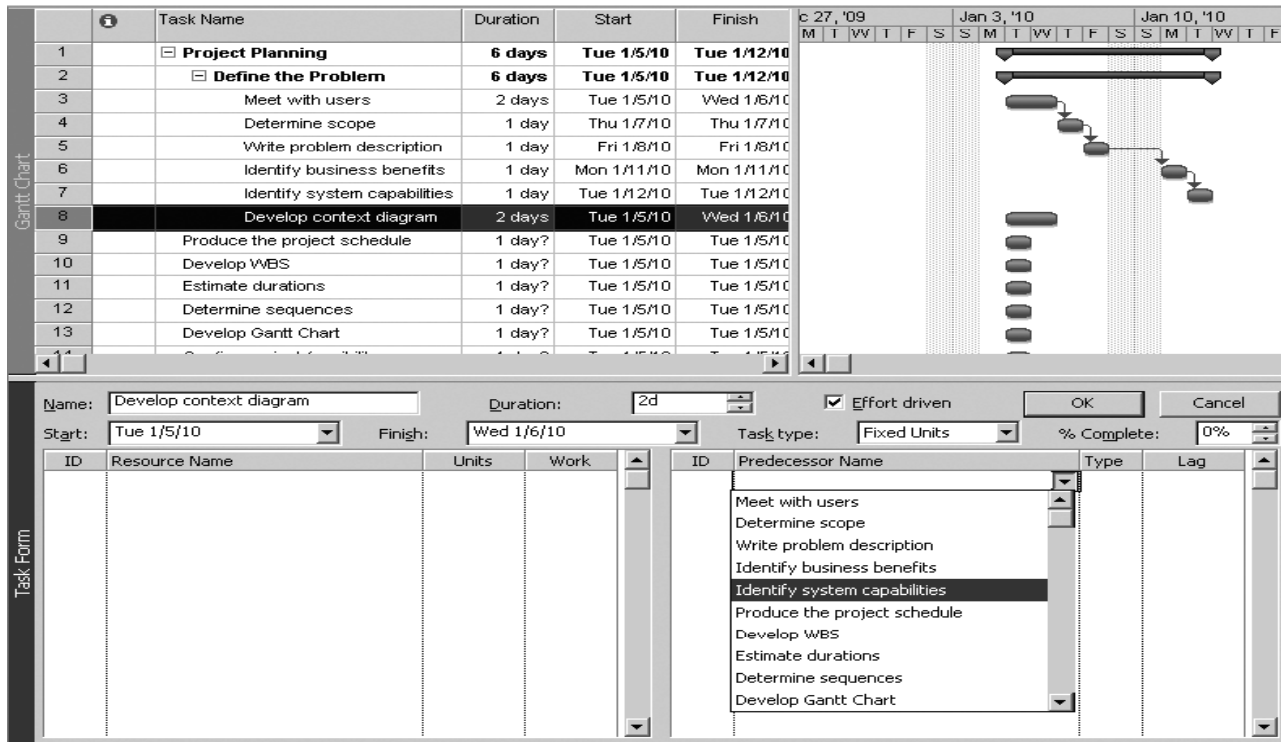 Task Name Duration Start Finish c 27, '09 Jan 3, '10 Jan 10, '10
M T W T F S S M T W T F S S M T W T F
1 Project Planning 6 days Tue 1/5/10 Tue 1/12/10
2 Define the Problem 6 days Tue 1/5/10 Tue 1/12/10
3 Meet with users 2 days Tue 1/5/10 Wed 1/6/10
4 Determine scope 1 day Thu 1/7/10 Thu 1/7/10
5 Write problem description 1 day Fri 1/8/10 Fri 1/8/10
6 Identify business benefits 1 day Mon 1/11/10 Mon 1/11/10
7 Identify system capabilities 1 day Tue 1/12/10 Tue 1/12/10
8 Develop context diagram 2 days Tue 1/5/10 Wed 1/6/10
9 Produce the project schedule 1 day? Tue 1/5/10 Tue 1/5/10
10 Develop WBS 1 day? Tue 1/5/10 Tue 1/5/10
11 Estimate durations 1 day? Tue 1/5/10 Tue 1/5/10
12 Determine sequences 1 day? Tue 1/5/10 Tue 1/5/10
13 Develop Gantt Chart 1 day? Tue 1/5/10 Tue 1/5/10
Gantt Chart
Name: Develop context diagram Duration: 2d Effort driven OK Cancel
Start: Tue 1/5/10 Finish: Wed 1/6/10 Task type: Fixed Units % Complete: 0%
ID Resource Name Units Work ID Predecessor Name Type Lag
Meet with users
Determine scope
Write problem description
Identify business benefits
Identify system capabilities
Produce the project schedule
Develop WBS
Estimate durations
Determine sequences
Develop Gantt Chart
Task Form